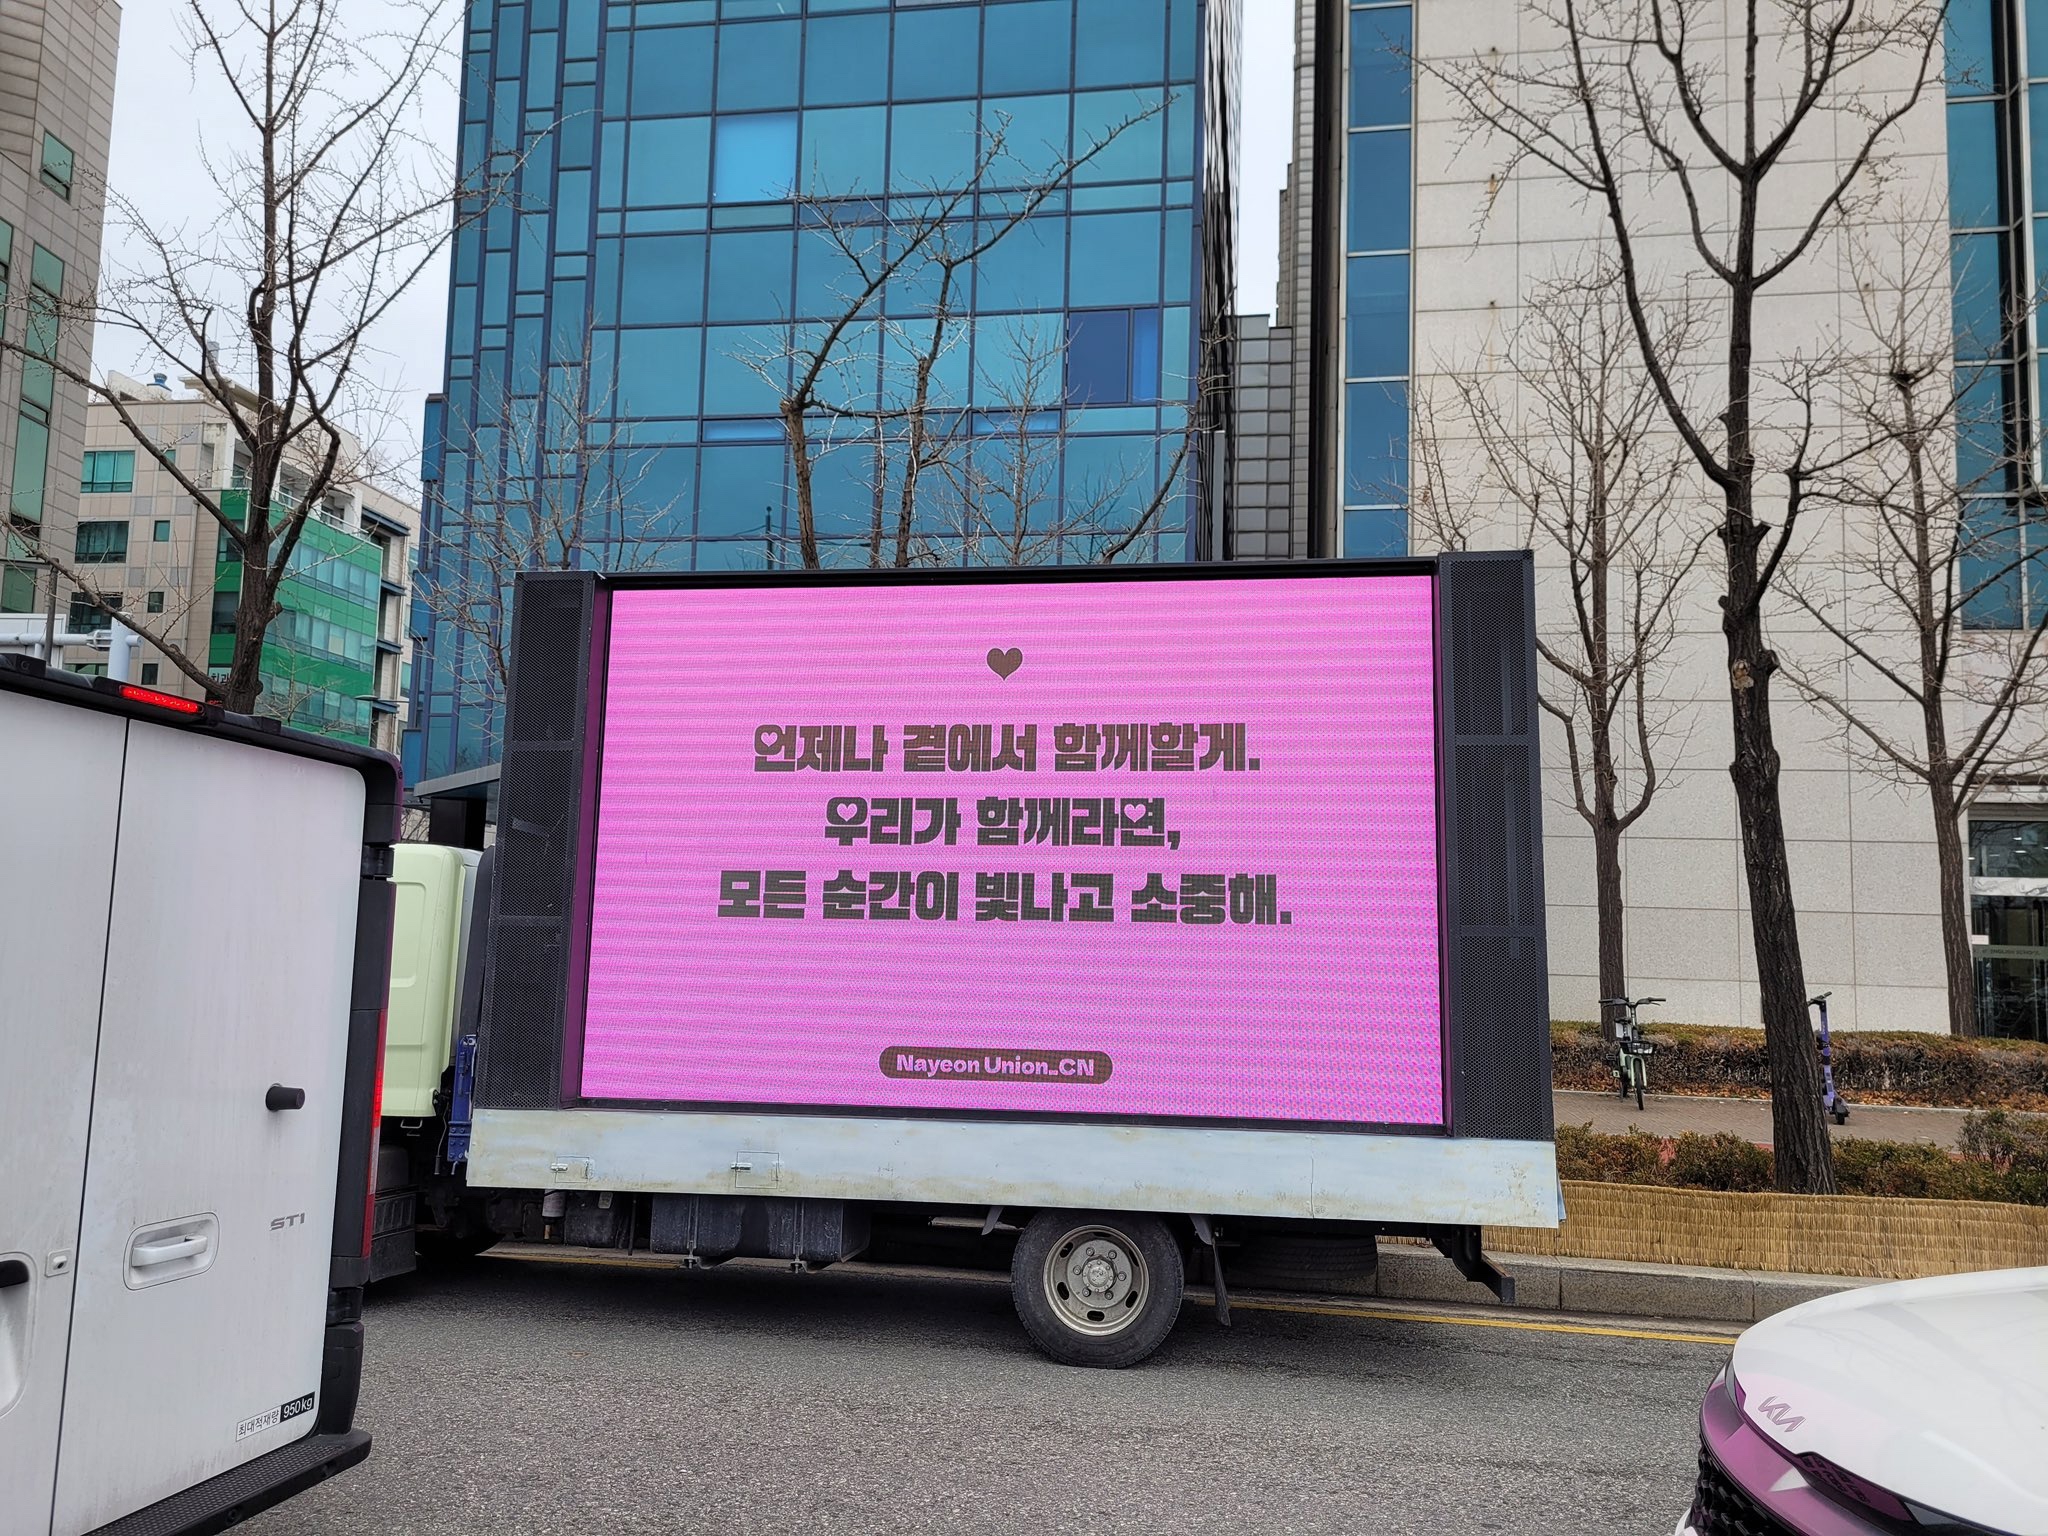 언제나 곁에서 함께할게.
우리가 함께라면,
모든 순간이 빛나고 소중해.
Nayeon Union_CN
STI
최대적재량 950kg
KIA